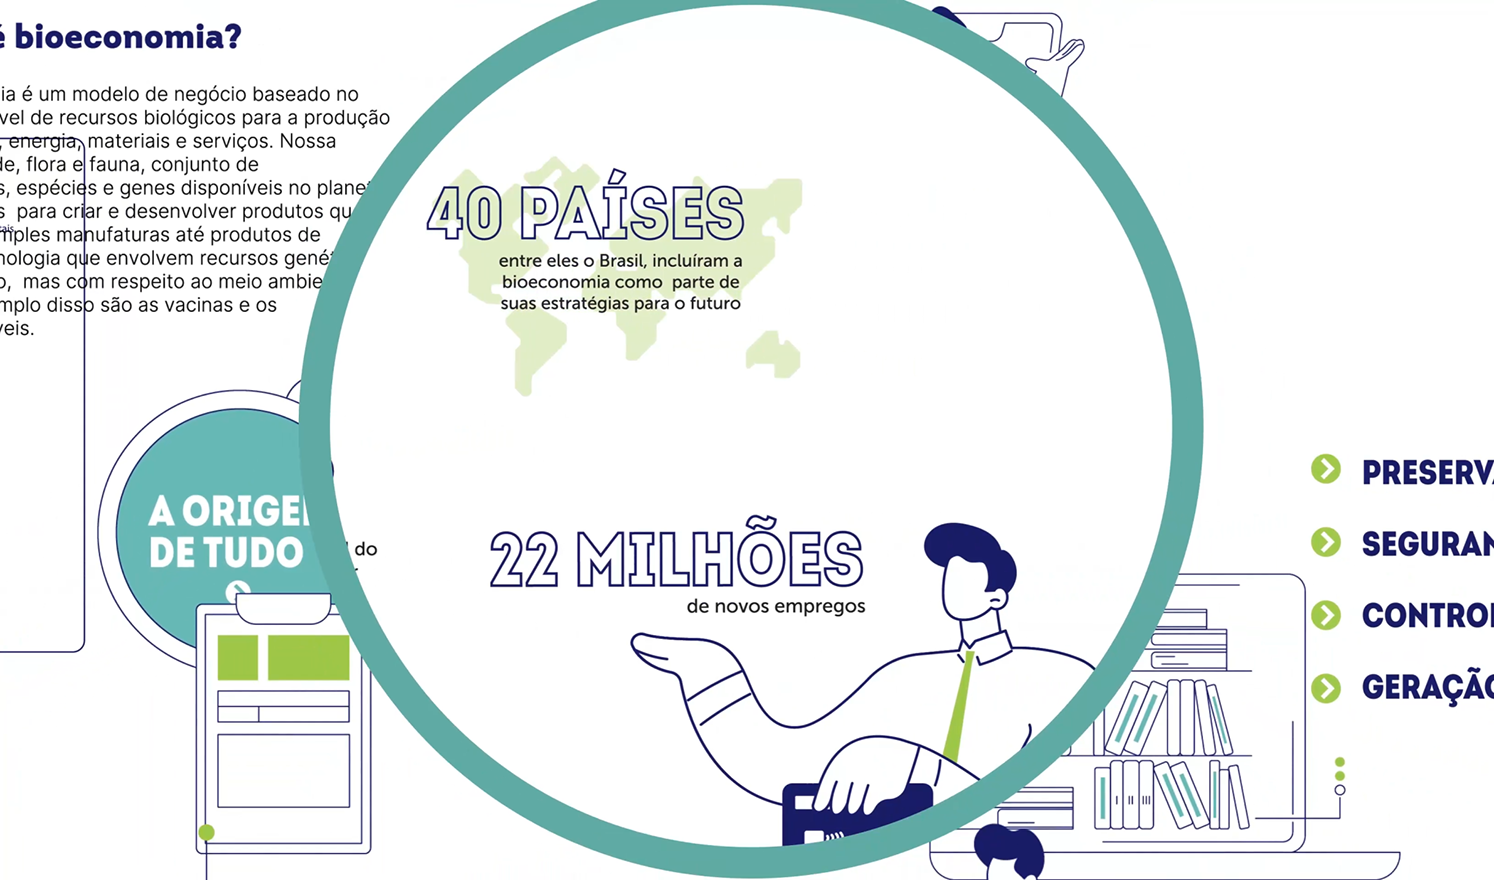 é bioeconomia?
ia é um modelo de negócio baseado no
vel de recursos biológicos para a produção
, energia, materiais e serviços. Nossa
de, flora e fauna, conjunto de
s, espécies e genes disponíveis no planet
s para criar e desenvolver produtos qu
mples manufaturas até produtos de
nologia que envolvem recursos gené
o, mas com respeito ao meio ambie
mplo disso são as vacinas e os
veis.
40 PAÍSES
entre eles o Brasil, incluíram a
bioeconomia como parte de
suas estratégias para o futuro
A ORIGE
DE TUDO
do
22 MILHÕES
de novos empregos
PRESERVA
SEGURAN
CONTRO
GERAÇÃO